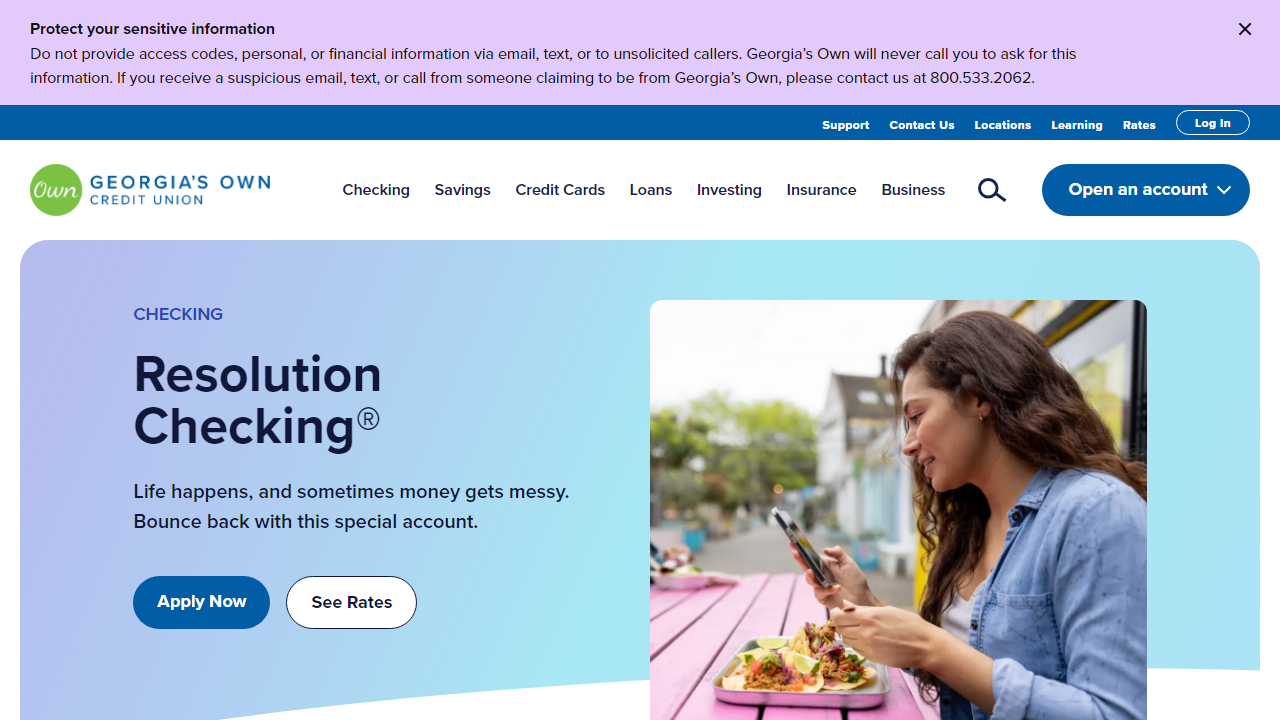 Protect your sensitive information
Do not provide access codes, personal, or financial information via email, text, or to unsolicited callers. Georgia’s Own will never call you to ask for this
information. If you receive a suspicious email, text, or call from someone claiming to be from Georgia’s Own, please contact us at 800.533.2062.
Support Contact Us Locations Learning Rates Log In
Own GEORGIA’S OWN
CREDIT UNION
Checking Savings Credit Cards Loans Investing Insurance Business Open an account
CHECKING
Resolution
Checking®
Life happens, and sometimes money gets messy.
Bounce back with this special account.
Apply Now See Rates